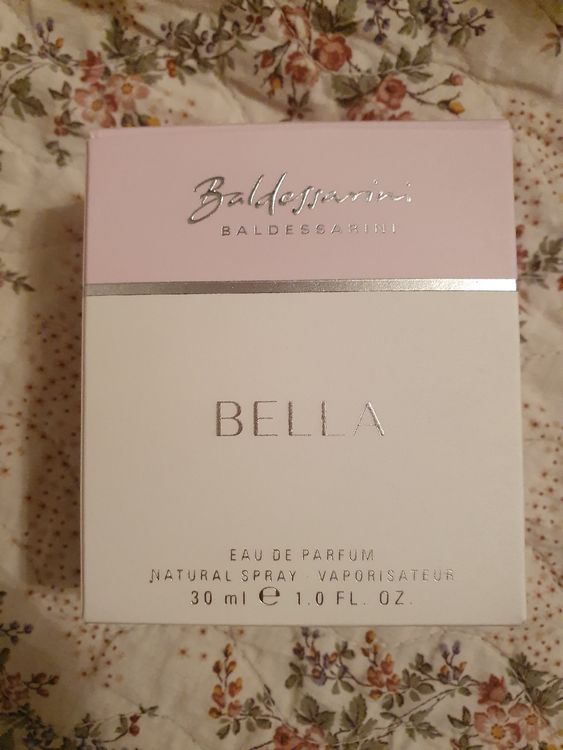 Baldessarini
BALDESSARINI
BELLA
EAU DE PARFUM
NATURAL SPRAY · VAPORISATEUR
30 ml ℮ 1.0 FL. OZ.